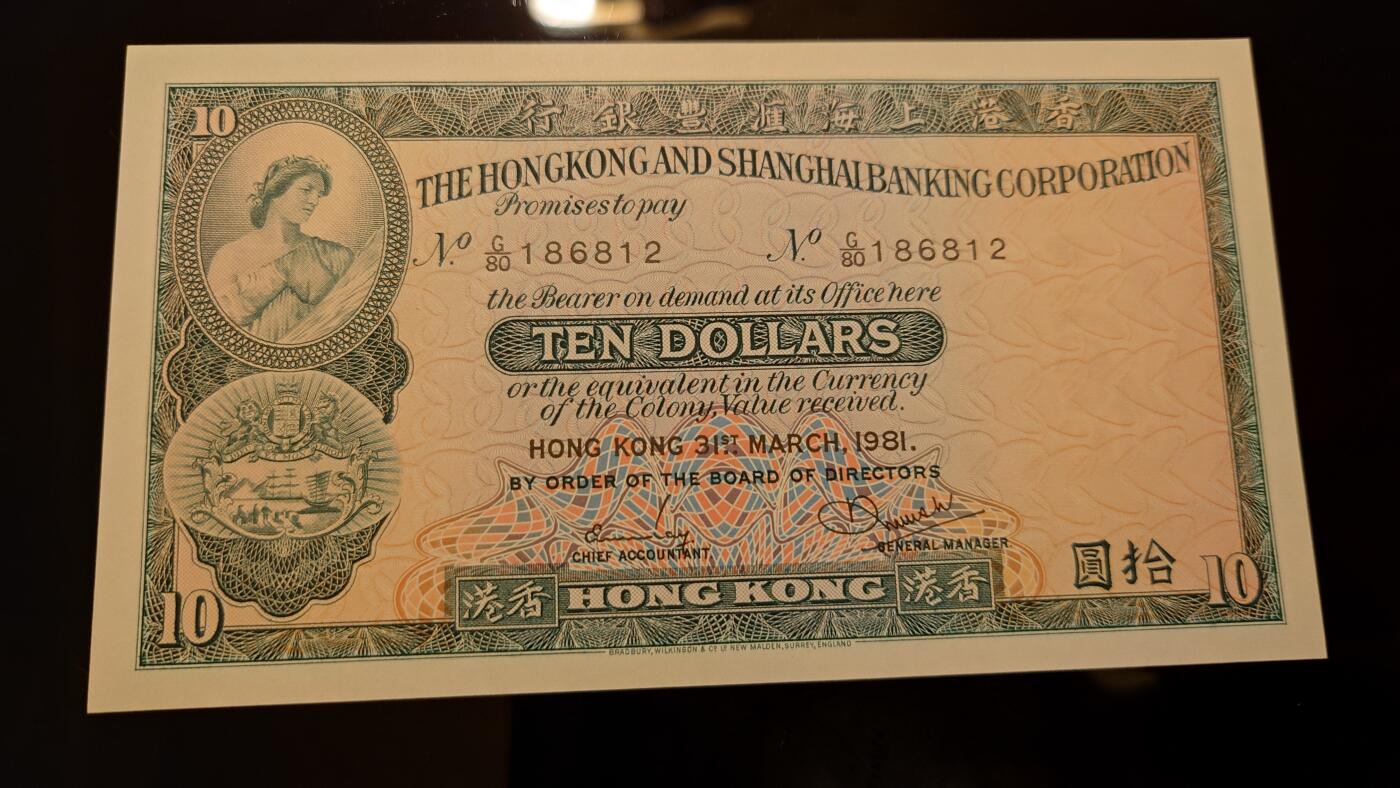 10
行銀豐滙海上港香
THE HONGKONG AND SHANGHAI BANKING CORPORATION
Promises to pay
No. G/80 186812 No. G/80 186812
the Bearer on demand at its Office here
TEN DOLLARS
or the equivalent in the Currency
of the Colony, Value received.
HONG KONG 31ST MARCH, 1981.
BY ORDER OF THE BOARD OF DIRECTORS
CHIEF ACCOUNTANT GENERAL MANAGER
圓拾
10 港香 HONG KONG 港香 10
BRADBURY, WILKINSON & Co Ld NEW MALDEN, SURREY, ENGLAND